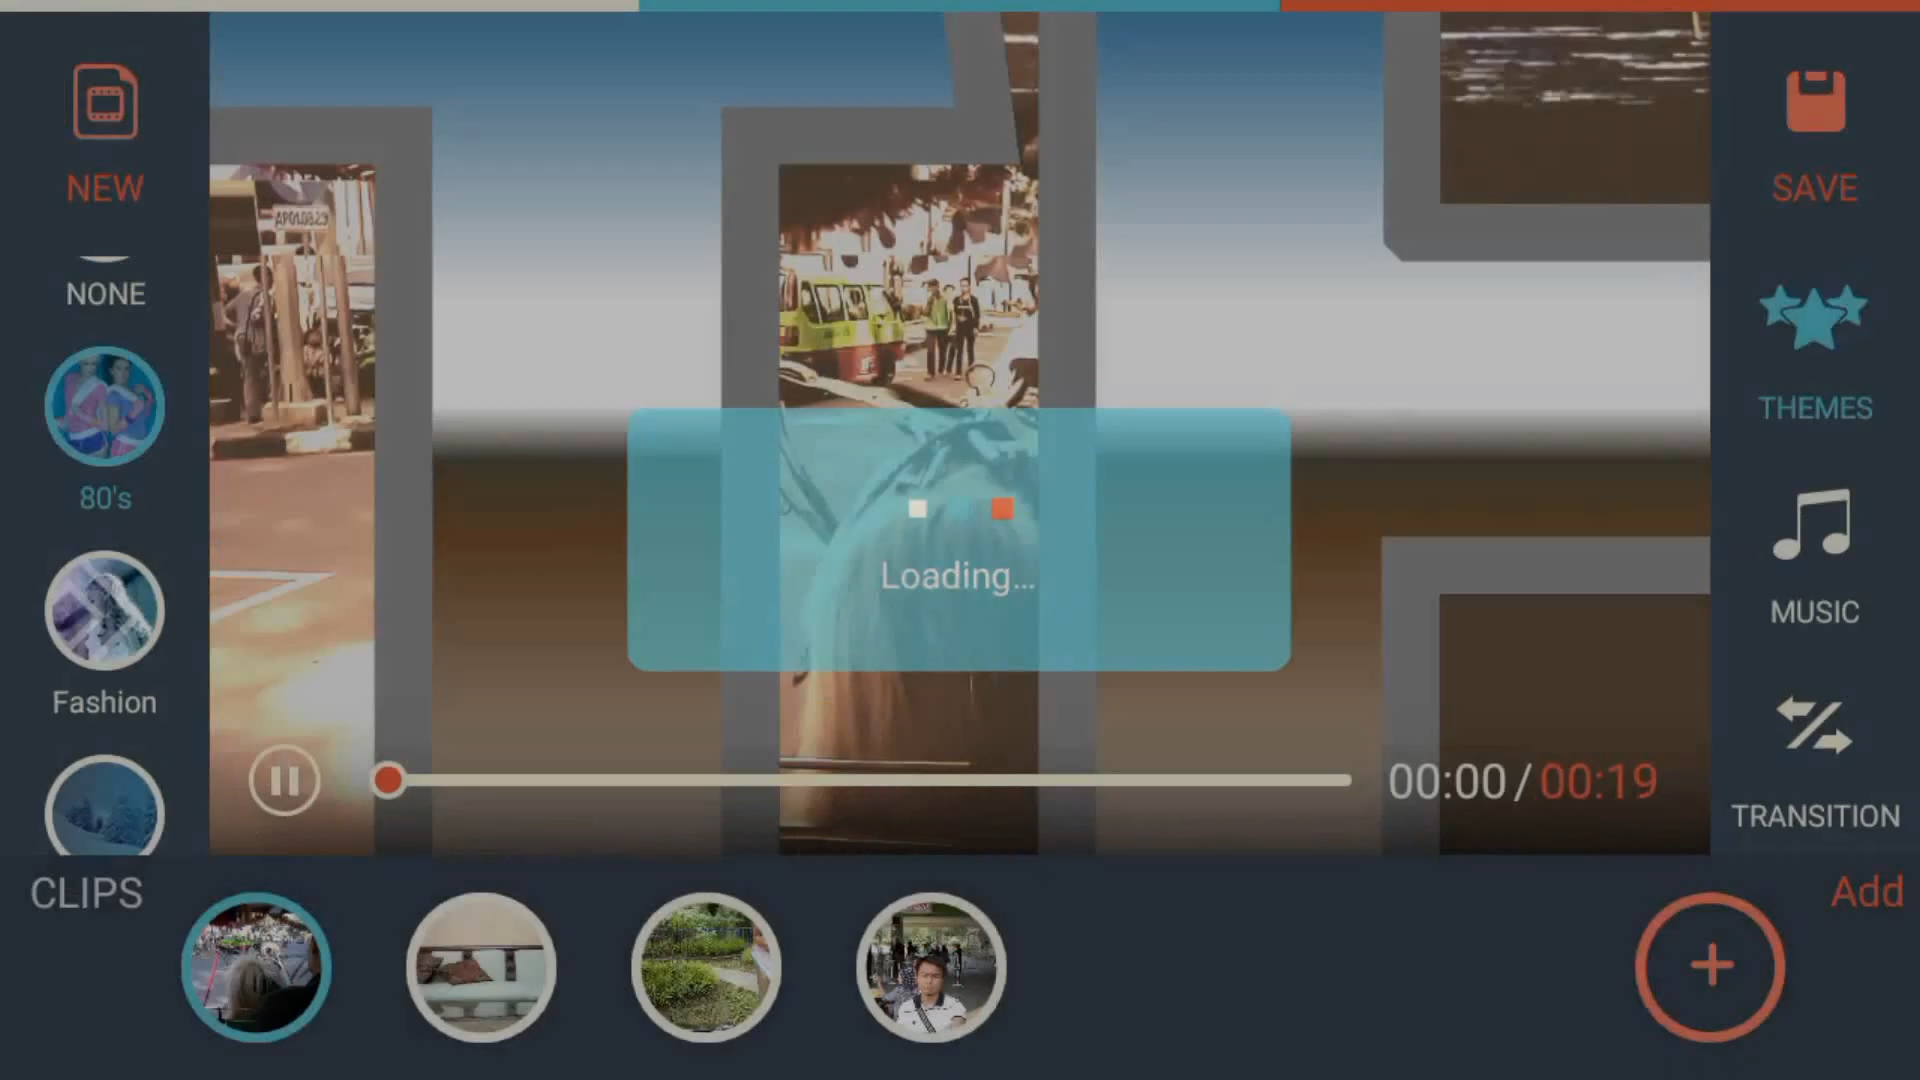 NEW
NONE
80's
Fashion
SAVE
THEMES
MUSIC
TRANSITION
Loading...
00:00 / 00:19
CLIPS
Add